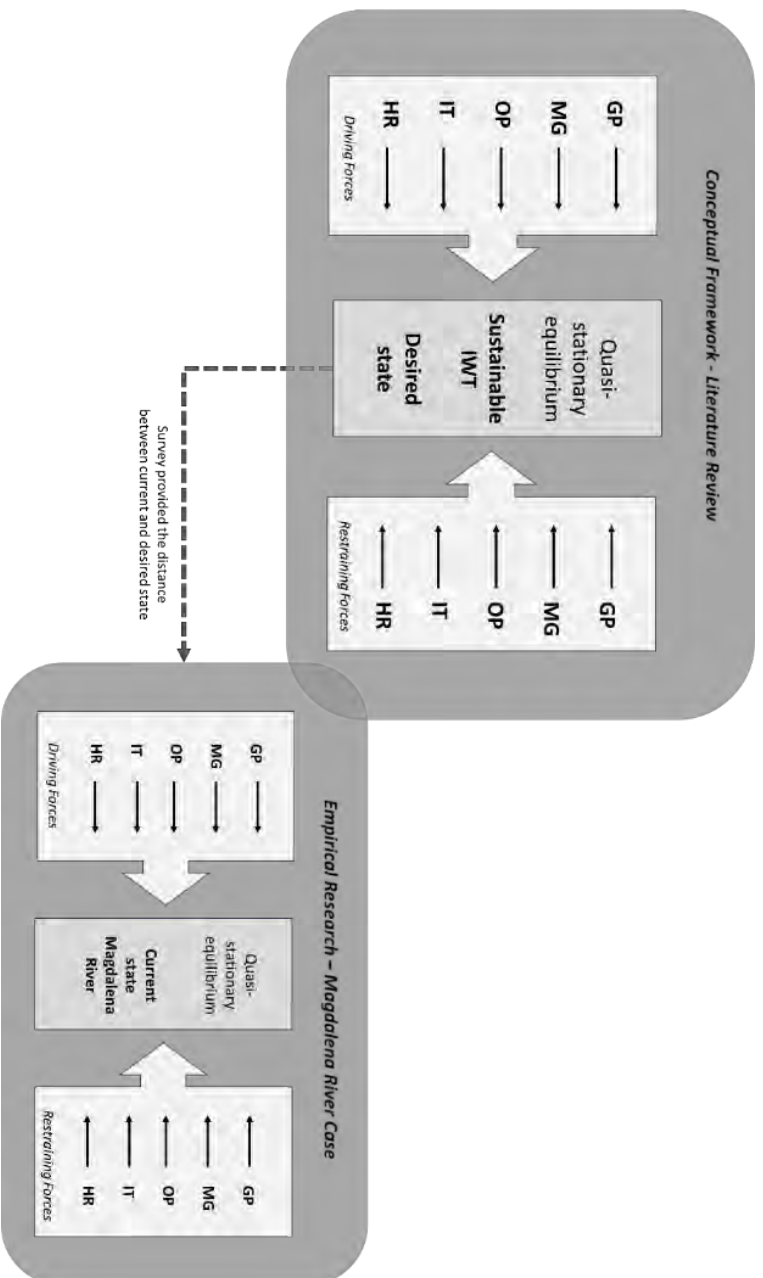 Conceptual Framework - Literature Review
GP
MG
OP
IT
HR
Driving Forces
Quasi-
stationary
equilibrium
Sustainable
IWT
Desired
state
GP
MG
OP
IT
HR
Restraining Forces
Survey provided the distance
between current and desired state
Empirical Research – Magdalena River Case
GP
MG
OP
IT
HR
Driving Forces
Quasi-
stationary
equilibrium
Current
state
Magdalena
River
GP
MG
OP
IT
HR
Restraining Forces